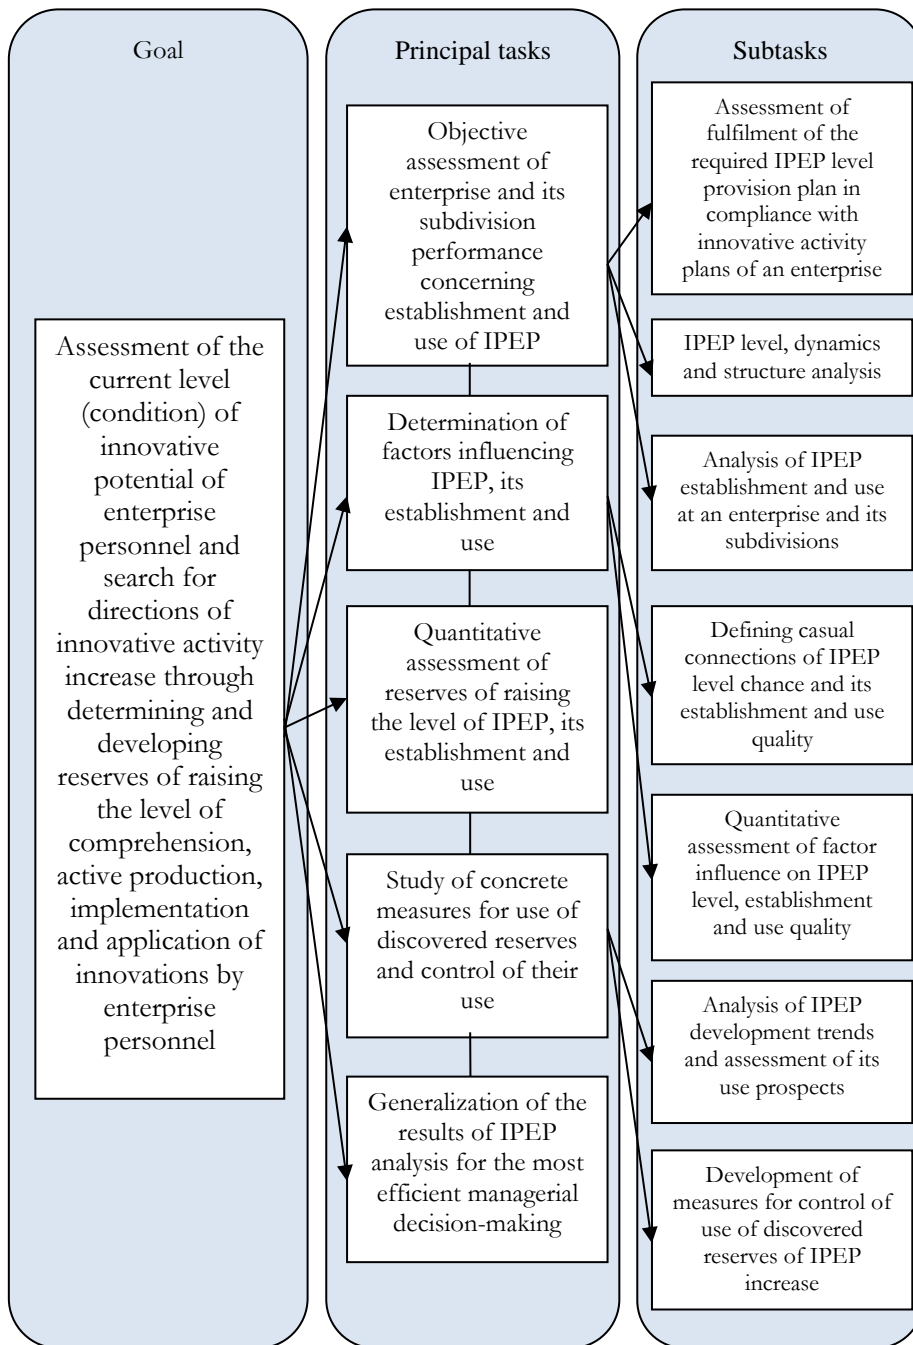 Goal
Assessment of the
current level
(condition) of
innovative
potential of
enterprise
personnel and
search for
directions of
innovative activity
increase through
determining and
developing
reserves of raising
the level of
comprehension,
active production,
implementation
and application of
innovations by
enterprise
personnel
Principal tasks
Objective
assessment of
enterprise and its
subdivision
performance
concerning
establishment and
use of IPEP
Determination of
factors influencing
IPEP, its
establishment and
use
Quantitative
assessment of
reserves of raising
the level of IPEP, its
establishment and
use
Study of concrete
measures for use of
discovered reserves
and control of their
use
Generalization of the
results of IPEP
analysis for the most
efficient managerial
decision-making
Subtasks
Assessment of
fulfilment of the
required IPEP level
provision plan in
compliance with
innovative activity
plans of an enterprise
IPEP level, dynamics
and structure analysis
Analysis of IPEP
establishment and use
at an enterprise and its
subdivisions
Defining casual
connections of IPEP
level chance and its
establishment and use
quality
Quantitative
assessment of factor
influence on IPEP
level, establishment
and use quality
Analysis of IPEP
development trends
and assessment of its
use prospects
Development of
measures for control of
use of discovered
reserves of IPEP
increase